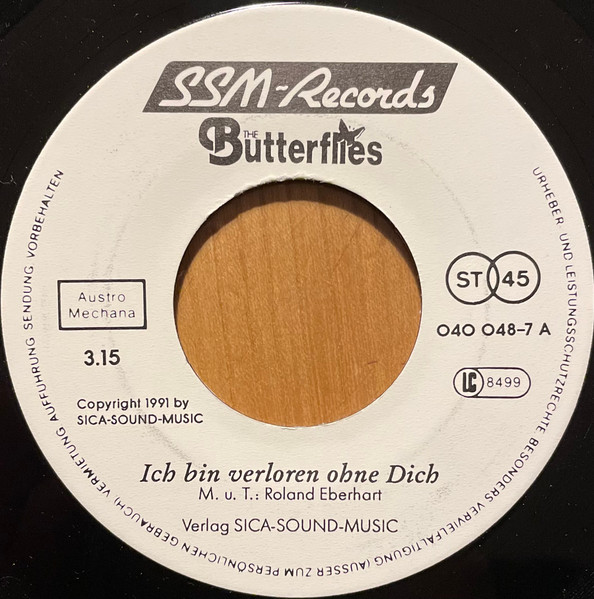 SSM-Records
THE Butterflies
Austro
Mechana
3.15
ST 45
040 048-7 A
LC 8499
Copyright 1991 by
SICA-SOUND-MUSIC
Ich bin verloren ohne Dich
M. u. T.: Roland Eberhart
Verlag SICA-SOUND-MUSIC
URHEBER- UND LEISTUNGSSCHUTZRECHTE BESONDERS VERVIELFÄLTIGUNG (AUSSER ZUM PERSÖNLICHEN GEBRAUCH) VERMIETUNG AUFFÜHRUNG SENDUNG VORBEHALTEN